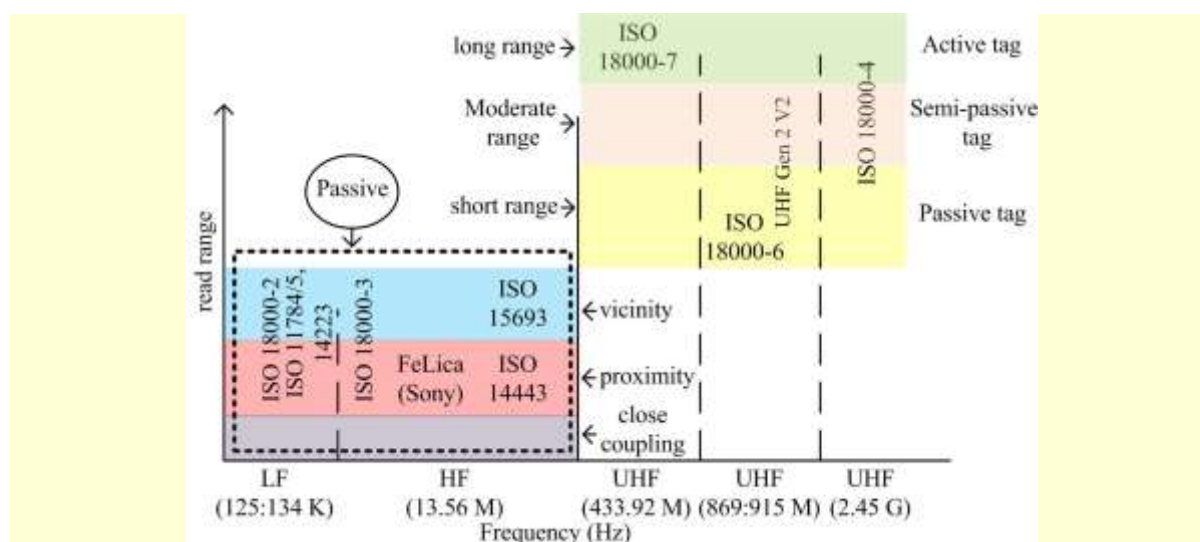 long range
ISO
18000-7
Active tag
Moderate
range
UHF Gen 2 V2
ISO 18000-4
Semi-passive
tag
Passive
short range
ISO
18000-6
Passive tag
read range
ISO 18000-2
ISO 11784/5,
14223
ISO 18000-3
ISO
15693
vicinity
FeLica
(Sony)
ISO
14443
proximity
close
coupling
LF
(125:134 K)
HF
(13.56 M)
UHF
(433.92 M)
UHF
(869:915 M)
UHF
(2.45 G)
Frequency (Hz)